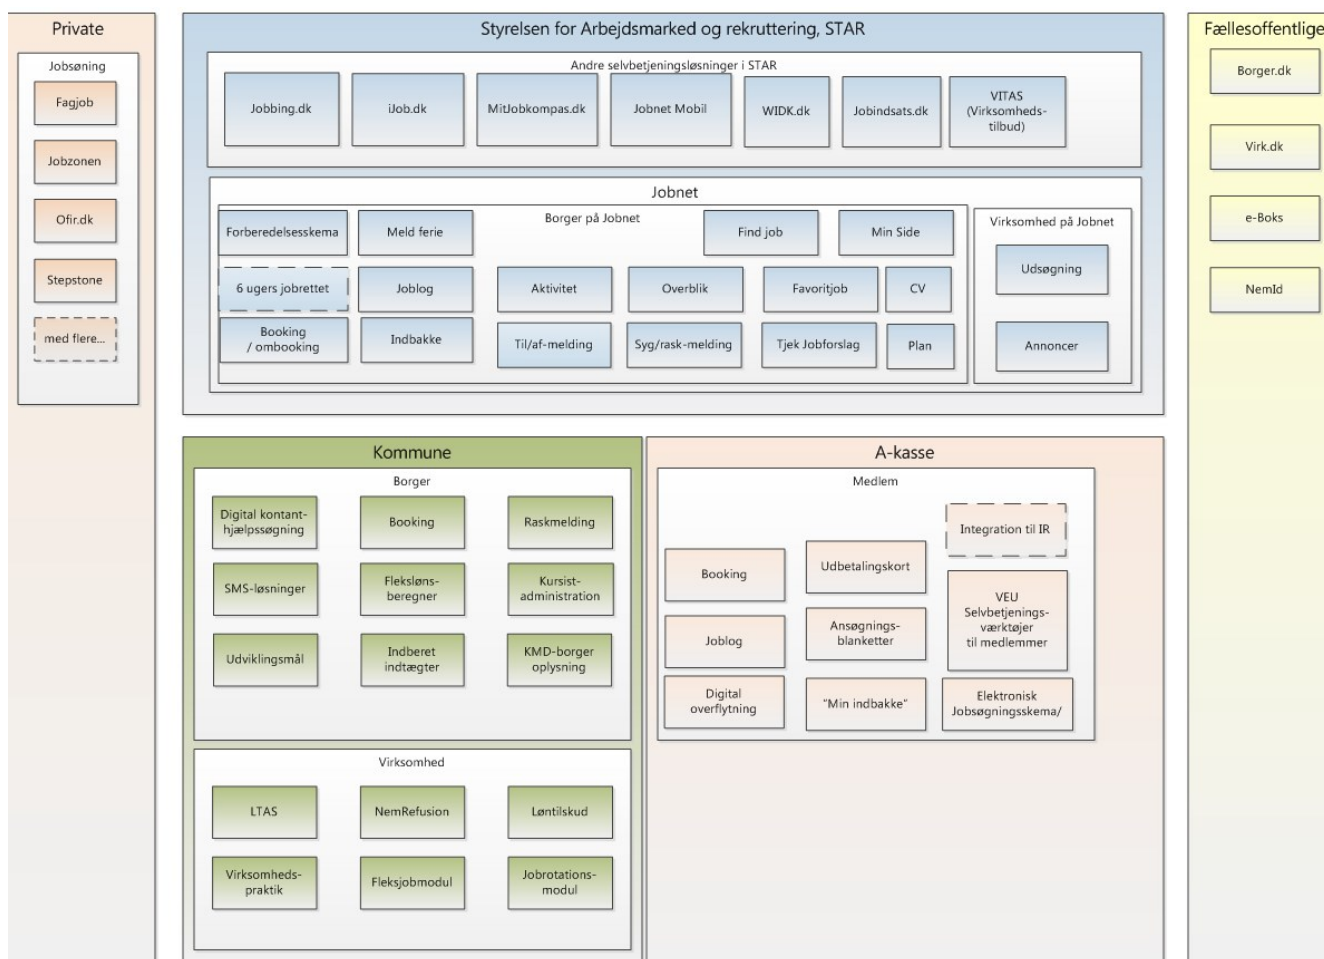 Private
Jobsøning
Fagjob
Jobzonen
Ofir.dk
Stepstone
med flere...
Styrelsen for Arbejdsmarked og rekruttering, STAR
Andre selvbetjeningsløsninger i STAR
Jobbing.dk
iJob.dk
MitJobkompas.dk
Jobnet Mobil
WIDK.dk
Jobindsats.dk
VITAS
(Virksomheds-
tilbud)
Jobnet
Borger på Jobnet
Forberedelsesskema
Meld ferie
Find job
Min Side
6 ugers jobrettet
Joblog
Aktivitet
Overblik
Favoritjob
CV
Booking
/ ombooking
Indbakke
Til/af-melding
Syg/rask-melding
Tjek Jobforslag
Plan
Virksomhed på Jobnet
Udsøgning
Annoncer
Kommune
Borger
Digital kontant-
hjælpssøgning
Booking
Raskmelding
SMS-løsninger
Fleksløns-
beregner
Kursist-
administration
Udviklingsmål
Indberet
indtægter
KMD-borger
oplysning
Virksomhed
LTAS
NemRefusion
Løntilskud
Virksomheds-
praktik
Fleksjobmodul
Jobrotations-
modul
A-kasse
Medlem
Integration til IR
Booking
Udbetalingskort
VEU
Selvbetjenings-
værktøjer
til medlemmer
Joblog
Ansøgnings-
blanketter
Digital
overflytning
"Min indbakke"
Elektronisk
Jobsøgningsskema/
Fællesoffentlige
Borger.dk
Virk.dk
e-Boks
NemId